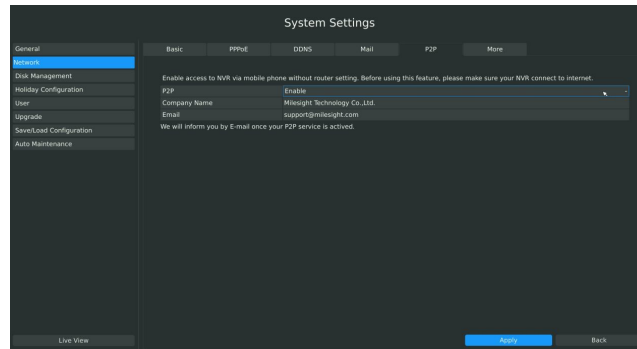 System Settings
General
Basic PPPoE DDNS Mail P2P More
Network
Disk Management
Enable access to NVR via mobile phone without router setting. Before using this feature, please make sure your NVR connect to internet.
Holiday Configuration
P2P Enable
User
Company Name Milesight Technology Co.,Ltd.
Upgrade
Email support@milesight.com
Save/Load Configuration
We will inform you by E-mail once your P2P service is actived.
Auto Maintenance
Live View
Apply Back